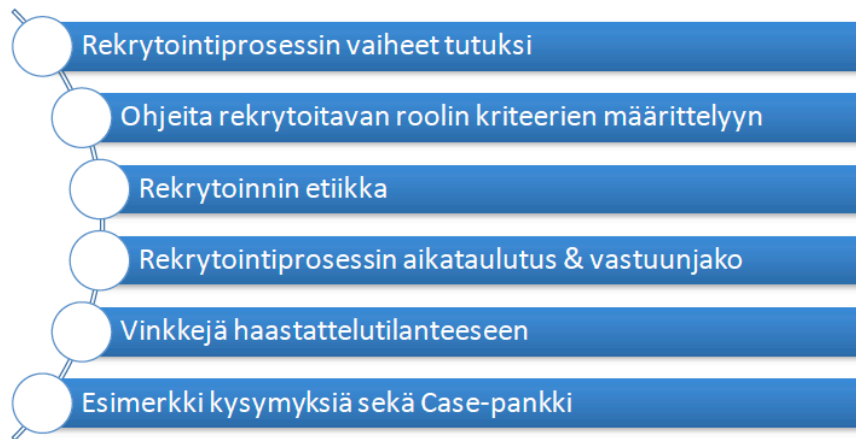 Rekrytointiprosessin vaiheet tutuksi
Ohjeita rekrytoitavan roolin kriteerien määrittelyyn
Rekrytoinnin etiikka
Rekrytointiprosessin aikataulutus & vastuunjako
Vinkkejä haastattelutilanteeseen
Esimerkki kysymyksiä sekä Case-pankki